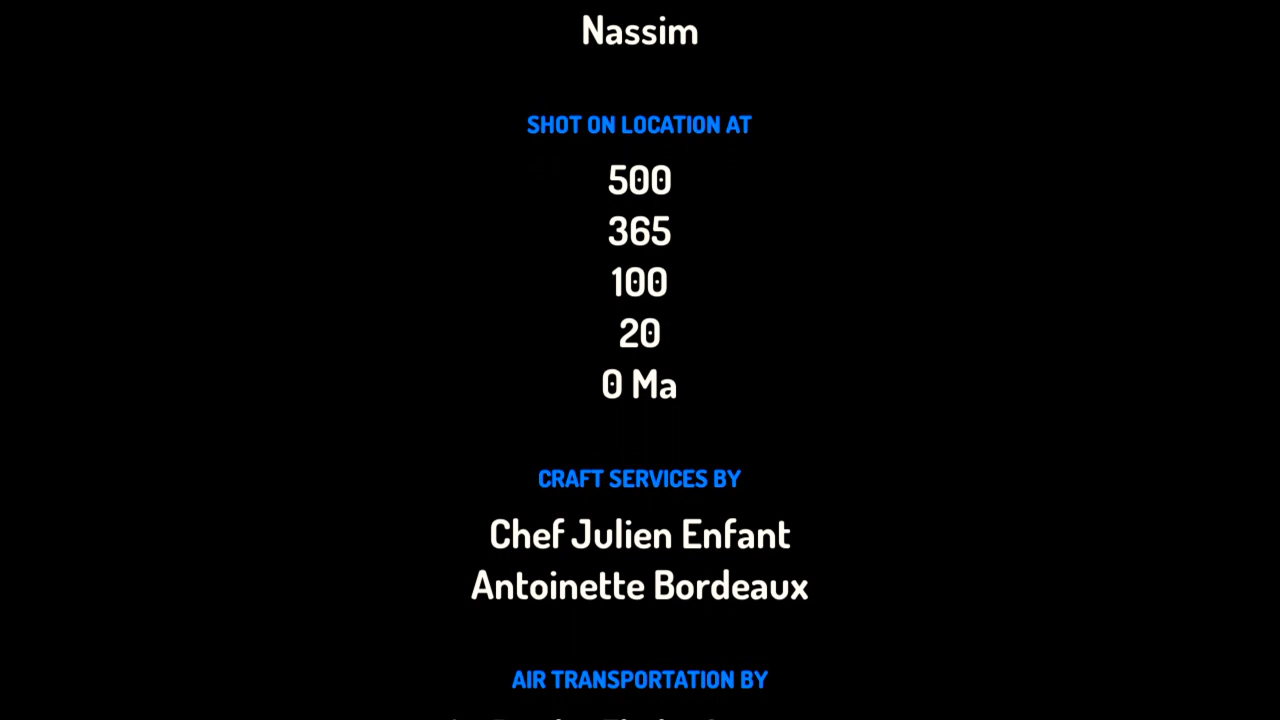 Nassim
SHOT ON LOCATION AT
500
365
100
20
0 Ma
CRAFT SERVICES BY
Chef Julien Enfant
Antoinette Bordeaux
AIR TRANSPORTATION BY